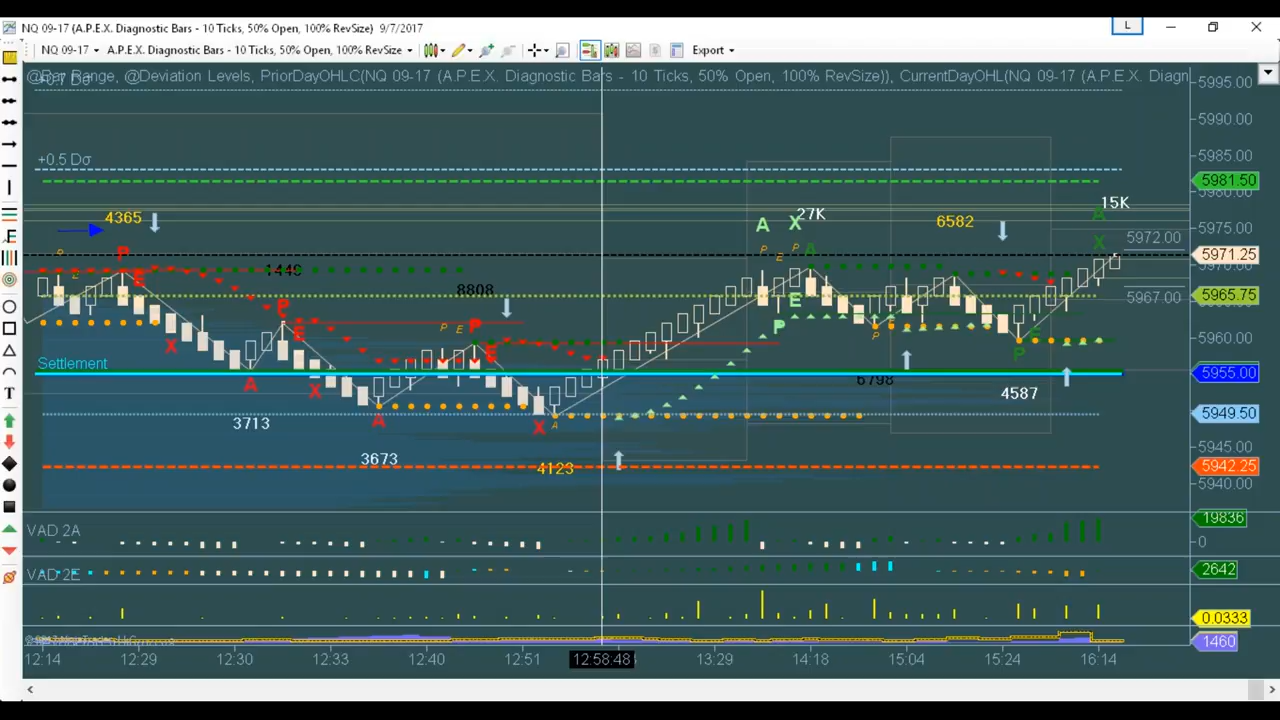 NQ 09-17 (A.P.E.X. Diagnostic Bars - 10 Ticks, 50% Open, 100% RevSize) 9/7/2017
L
NQ 09-17 A.P.E.X. Diagnostic Bars - 10 Ticks, 50% Open, 100% RevSize
Export
Range, @Deviation Levels, PriorDayOHLC(NQ 09-17 (A.P.E.X. Diagnostic Bars - 10 Ticks, 50% Open, 100% RevSize)), CurrentDayOHL(NQ 09-17 (A.P.E.X. Diagn
5995.00
5990.00
+0.5 Dσ
5985.00
5981.50
15K
4365
27K
6582
A
X
A
5975.00
5972.00
X
P
P
E
P
P
E
P
A
5971.25
P
E
E
1449
8808
E
5967.00
5965.75
P
E
P
E
P
E
P
P
E
P
5960.00
X
Settlement
5955.00
A
X
A
6798
4587
5949.50
3713
X
A
5945.00
3673
4123
5942.25
5940.00
VAD 2A
19836
0
VAD 2E
2642
0.0333
1460
12:14 12:29 12:30 12:33 12:40 12:51 12:58:48 13:29 14:18 15:04 15:24 16:14
F
T